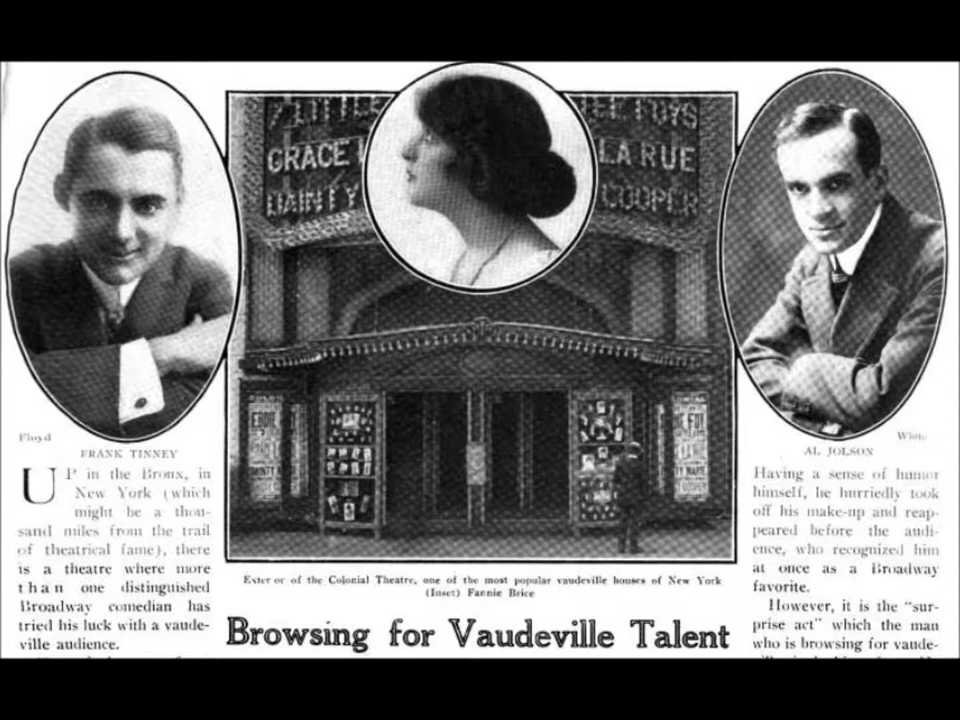 7 LITTLE
EE FOYS
GRACE
LA RUE
DAINTY
COOPER
EDDIE
Floyd
White
FRANK TINNEY
AL JOLSON
UP in the Bronx, in
New York (which
might be a thou-
sand miles from the trail
of theatrical fame), there
is a theatre where more
than one distinguished
Broadway comedian has
tried his luck with a vaude-
ville audience.
Exterior of the Colonial Theatre, one of the most popular vaudeville houses of New York
(Inset) Fannie Brice
Browsing for Vaudeville Talent
Having a sense of humor
himself, he hurriedly took
off his make-up and reap-
peared before the audi-
ence, who recognized him
at once as a Broadway
favorite.
However, it is the "sur-
prise act" which the man
who is browsing for vaude-